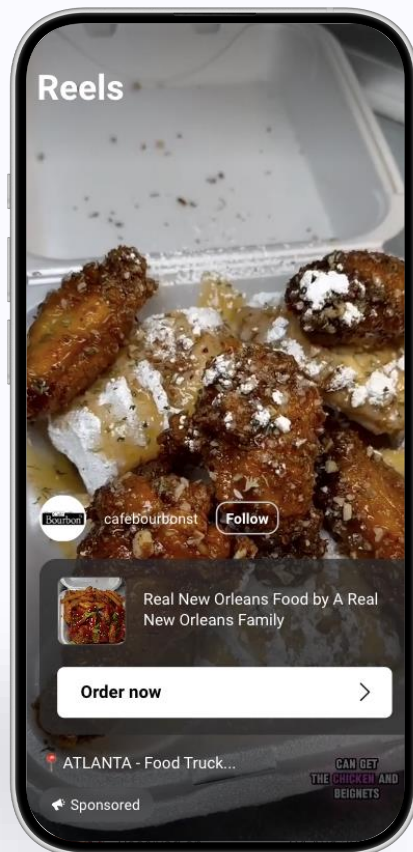 Reels
Bourbon
cafebourbonst
Follow
Real New Orleans Food by A Real
New Orleans Family
Order now
ATLANTA - Food Truck...
CAN GET
THE CHICKEN AND
BEIGNETS
Sponsored